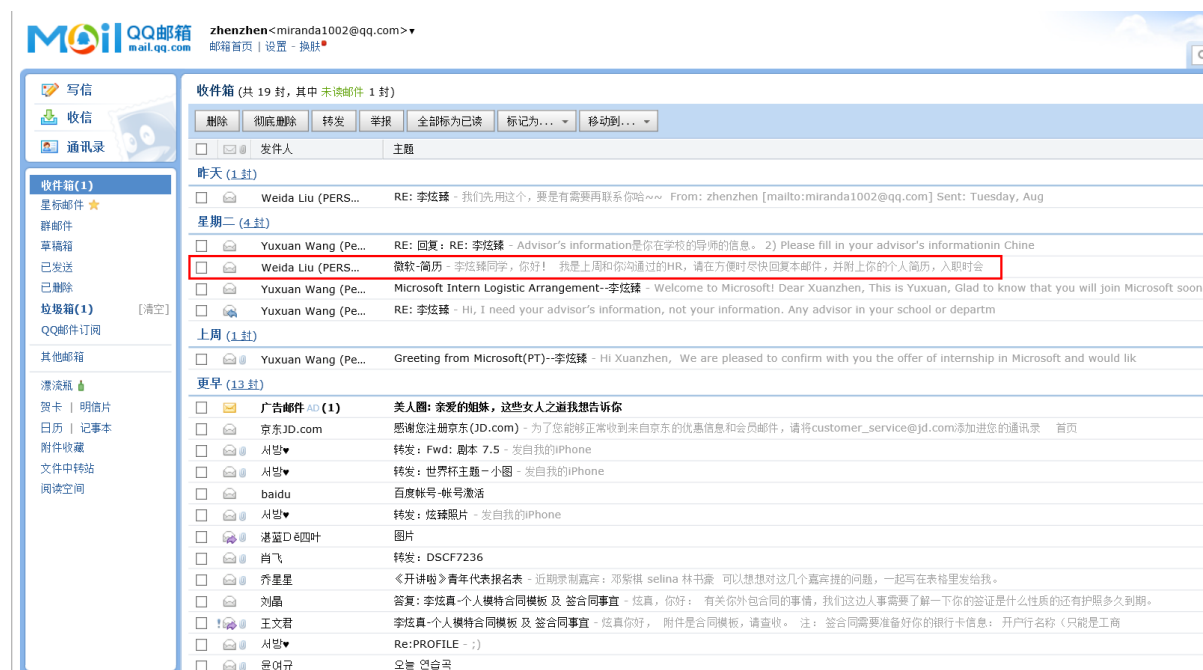 MOil QQ邮箱 mail.qq.com
zhenzhen<miranda1002@qq.com>▾
邮箱首页 | 设置 - 换肤
写信
收信
通讯录
收件箱(1)
星标邮件
群邮件
草稿箱
已发送
已删除
垃圾箱(1) [清空]
QQ邮件订阅
其他邮箱
漂流瓶
贺卡 | 明信片
日历 | 记事本
附件收藏
文件中转站
阅读空间
收件箱 (共 19 封, 其中 未读邮件 1 封)
删除 彻底删除 转发 举报 全部标为已读 标记为... 移动到...
发件人 主题
昨天 (1 封)
Weida Liu (PERS... RE: 李炫臻 - 我们先用这个，要是有需要再联系你哈~~ From: zhenzhen [mailto:miranda1002@qq.com] Sent: Tuesday, Aug
星期二 (4 封)
Yuxuan Wang (Pe... RE: 回复: RE: 李炫臻 - Advisor's information是你在学校的导师的信息。 2) Please fill in your advisor's informationin Chine
Weida Liu (PERS... 微软-简历 - 李炫臻同学，你好！ 我是上周和你沟通过的HR，请在方便时尽快回复本邮件，并附上你的个人简历，入职时会
Yuxuan Wang (Pe... Microsoft Intern Logistic Arrangement--李炫臻 - Welcome to Microsoft! Dear Xuanzhen, This is Yuxuan, Glad to know that you will join Microsoft soon
Yuxuan Wang (Pe... RE: 李炫臻 - Hi, I need your advisor's information, not your information. Any advisor in your school or departm
上周 (1 封)
Yuxuan Wang (Pe... Greeting from Microsoft(PT)--李炫臻 - Hi Xuanzhen, We are pleased to confirm with you the offer of internship in Microsoft and would lik
更早 (13 封)
广告邮件 AD (1) 美人圈: 亲爱的姐妹，这些女人之道我想告诉你
京东JD.com 感谢您注册京东(JD.com) - 为了您能够正常收到来自京东的优惠信息和会员邮件，请将customer_service@jd.com添加进您的通讯录 首页
서방♥ 转发: Fwd: 剧本 7.5 - 发自我的iPhone
서방♥ 转发: 世界杯主题－小图 - 发自我的iPhone
baidu 百度帐号-帐号激活
서방♥ 转发: 炫臻照片 - 发自我的iPhone
湛蓝Dě四叶 图片
肖飞 转发: DSCF7236
乔星星 《开讲啦》青年代表报名表 - 近期录制嘉宾: 邓紫棋 selina 林书豪 可以想想对这几个嘉宾提的问题，一起写在表格里发给我。
刘晶 答复: 李炫真-个人模特合同模板 及 签合同事宜 - 炫真，你好： 有关你外包合同的事情，我们这边人事需要了解一下你的签证是什么性质的还有护照多久到期。
王文君 李炫真-个人模特合同模板 及 签合同事宜 - 炫真你好， 附件是合同模板，请查收。 注： 签合同需要准备好你的银行卡信息： 开户行名称（只能是工商
서방♥ Re:PROFILE - ;)
윤여규 오늘 연습곡